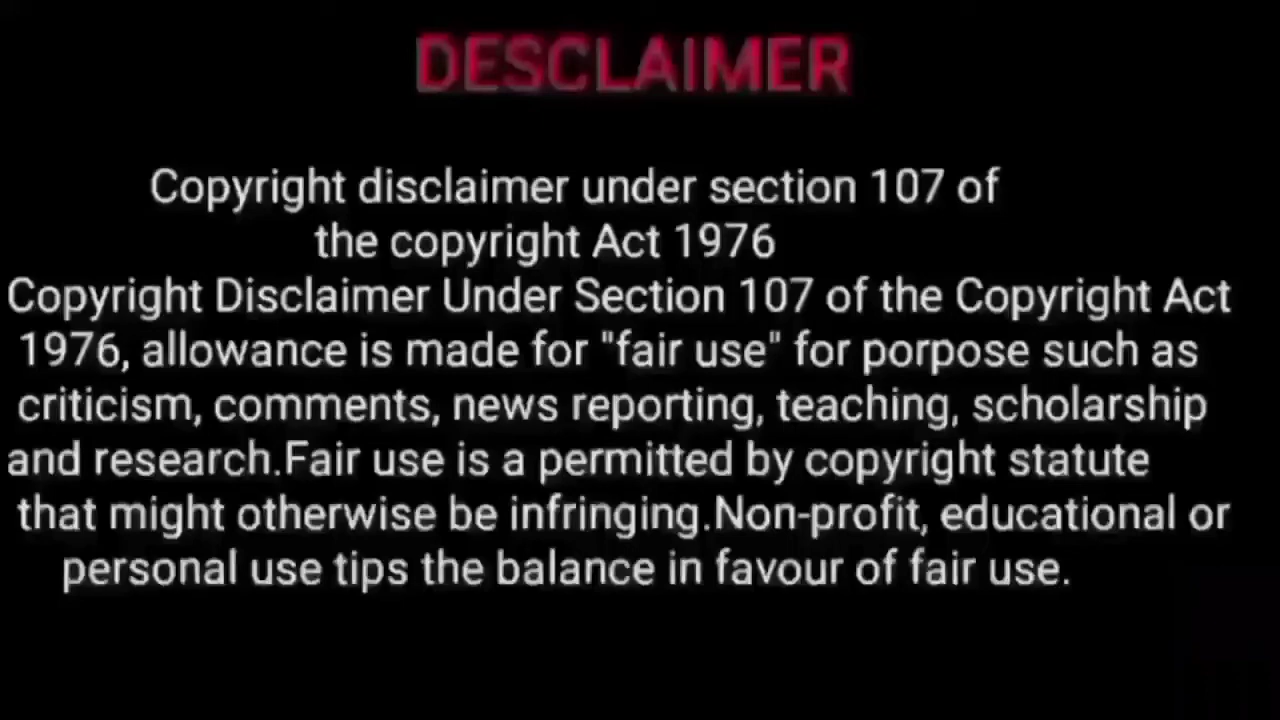 DESCLAIMER
Copyright disclaimer under section 107 of
the copyright Act 1976
Copyright Disclaimer Under Section 107 of the Copyright Act
1976, allowance is made for "fair use" for porpose such as
criticism, comments, news reporting, teaching, scholarship
and research.Fair use is a permitted by copyright statute
that might otherwise be infringing.Non-profit, educational or
personal use tips the balance in favour of fair use.